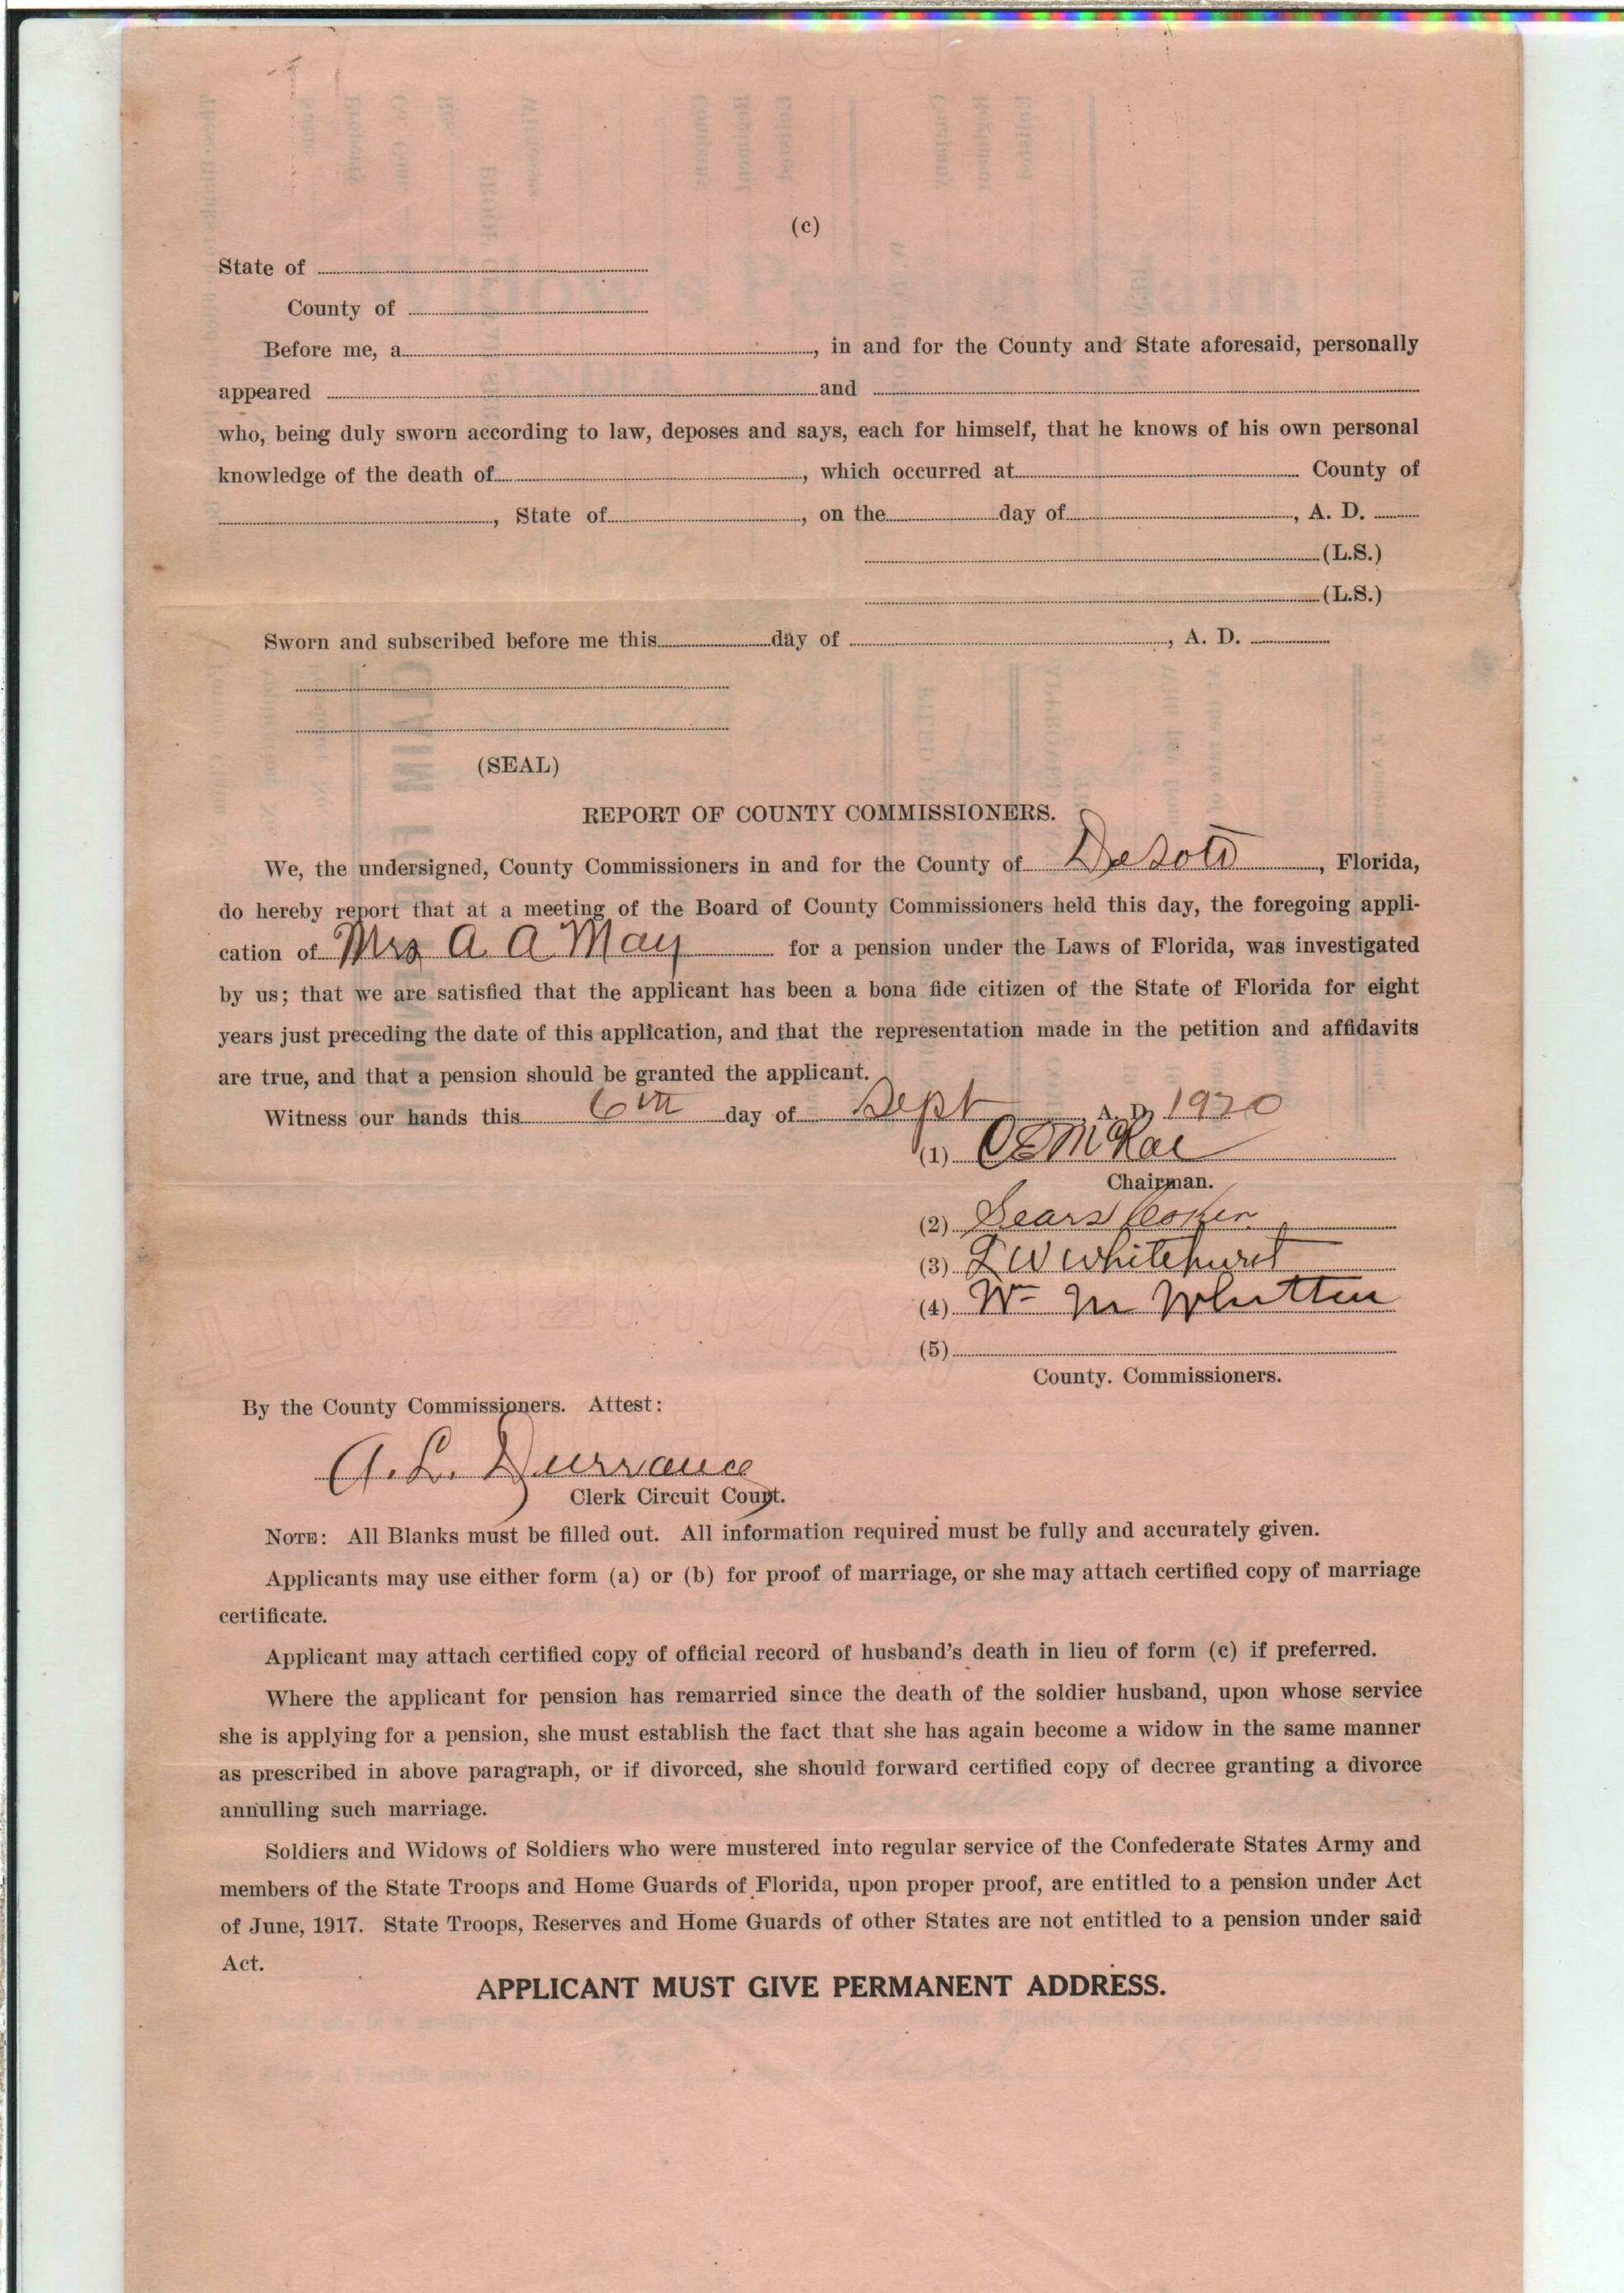 (c)
State of
County of
Before me, a , in and for the County and State aforesaid, personally
appeared and
who, being duly sworn according to law, deposes and says, each for himself, that he knows of his own personal
knowledge of the death of , which occurred at County of
, State of , on the day of , A. D.
(L.S.)
(L.S.)
Sworn and subscribed before me this day of , A. D.
(SEAL)
REPORT OF COUNTY COMMISSIONERS.
We, the undersigned, County Commissioners in and for the County of DeSoto , Florida,
do hereby report that at a meeting of the Board of County Commissioners held this day, the foregoing appli-
cation of Mrs A. A May for a pension under the Laws of Florida, was investigated
by us; that we are satisfied that the applicant has been a bona fide citizen of the State of Florida for eight
years just preceding the date of this application, and that the representation made in the petition and affidavits
are true, and that a pension should be granted the applicant.
Witness our hands this 6th day of Sept , A. D, 1920
(1) McRae
Chairman.
(2) Sears
(3) L W Whitehurst
(4) Wm M Whitten
(5)
County. Commissioners.
By the County Commissioners. Attest:
A. L. Durrance
Clerk Circuit Court.
NOTE: All Blanks must be filled out. All information required must be fully and accurately given.
Applicants may use either form (a) or (b) for proof of marriage, or she may attach certified copy of marriage
certificate.
Applicant may attach certified copy of official record of husband's death in lieu of form (c) if preferred.
Where the applicant for pension has remarried since the death of the soldier husband, upon whose service
she is applying for a pension, she must establish the fact that she has again become a widow in the same manner
as prescribed in above paragraph, or if divorced, she should forward certified copy of decree granting a divorce
annulling such marriage.
Soldiers and Widows of Soldiers who were mustered into regular service of the Confederate States Army and
members of the State Troops and Home Guards of Florida, upon proper proof, are entitled to a pension under Act
of June, 1917. State Troops, Reserves and Home Guards of other States are not entitled to a pension under said
Act.
APPLICANT MUST GIVE PERMANENT ADDRESS.